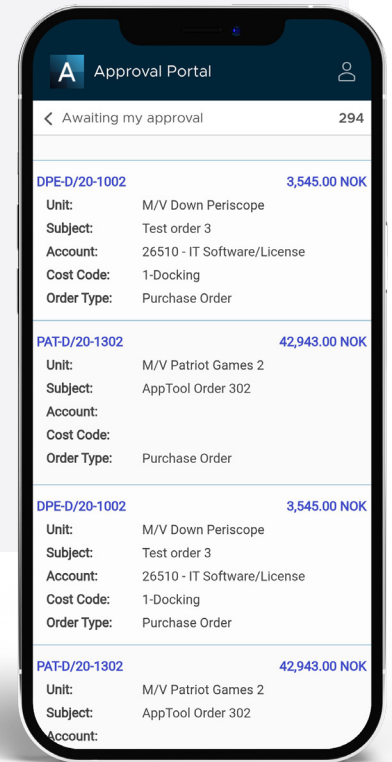 A Approval Portal
Awaiting my approval 294
DPE-D/20-1002 3,545.00 NOK
Unit: M/V Down Periscope
Subject: Test order 3
Account: 26510 - IT Software/License
Cost Code: 1-Docking
Order Type: Purchase Order
PAT-D/20-1302 42,943.00 NOK
Unit: M/V Patriot Games 2
Subject: AppTool Order 302
Account:
Cost Code:
Order Type: Purchase Order
DPE-D/20-1002 3,545.00 NOK
Unit: M/V Down Periscope
Subject: Test order 3
Account: 26510 - IT Software/License
Cost Code: 1-Docking
Order Type: Purchase Order
PAT-D/20-1302 42,943.00 NOK
Unit: M/V Patriot Games 2
Subject: AppTool Order 302
Account: